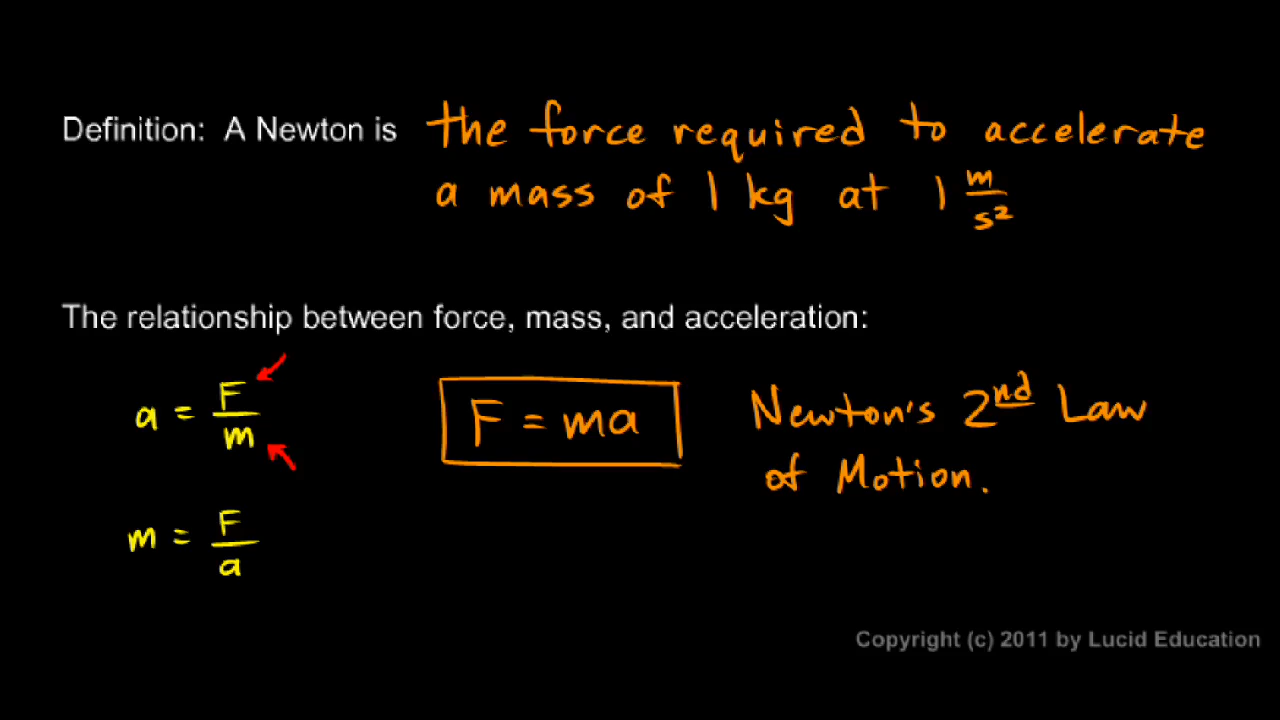 Definition: A Newton is the force required to accelerate
a mass of 1 kg at 1 m/s²
The relationship between force, mass, and acceleration:
a = F/m
F = ma
Newton's 2nd Law
of Motion.
m = F/a
Copyright (c) 2011 by Lucid Education